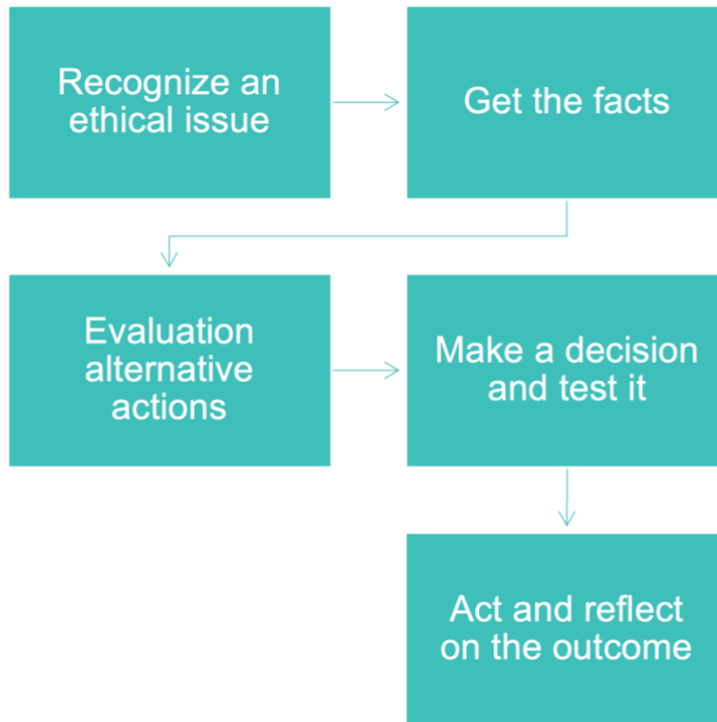 Recognize an
ethical issue
Get the facts
Evaluation
alternative
actions
Make a decision
and test it
Act and reflect
on the outcome